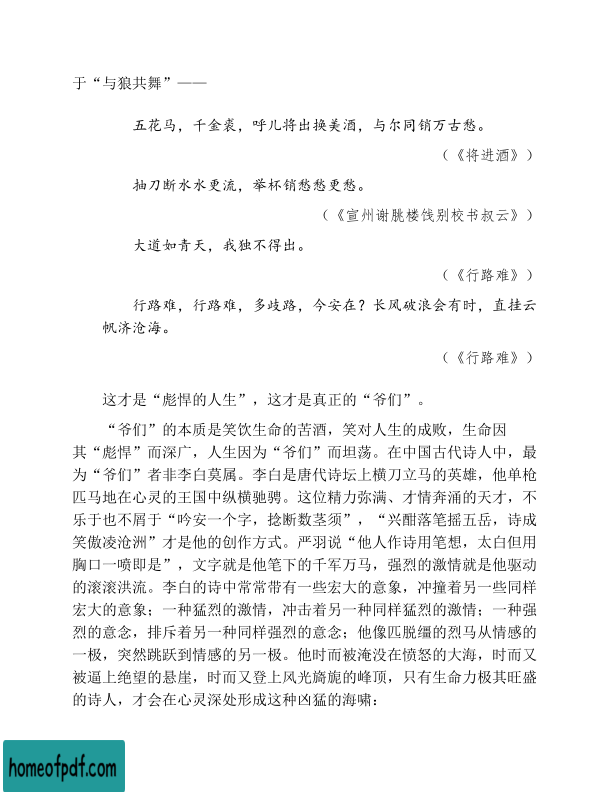 于“与狼共舞”——
五花马，千金裘，呼儿将出换美酒，与尔同销万古愁。
（《将进酒》）
抽刀断水水更流，举杯销愁愁更愁。
（《宣州谢朓楼饯别校书叔云》）
大道如青天，我独不得出。
（《行路难》）
行路难，行路难，多歧路，今安在？长风破浪会有时，直挂云
帆济沧海。
（《行路难》）
这才是“彪悍的人生”，这才是真正的“爷们”。
“爷们”的本质是笑饮生命的苦酒，笑对人生的成败，生命因
其“彪悍”而深广，人生因为“爷们”而坦荡。在中国古代诗人中，最
为“爷们”者非李白莫属。李白是唐代诗坛上横刀立马的英雄，他单枪
匹马地在心灵的王国中纵横驰骋。这位精力弥满、才情奔涌的天才，不
乐于也不屑于“吟安一个字，捻断数茎须”，“兴酣落笔摇五岳，诗成
笑傲凌沧洲”才是他的创作方式。严羽说“他人作诗用笔想，太白但用
胸口一喷即是”，文字就是他笔下的千军万马，强烈的激情就是他驱动
的滚滚洪流。李白的诗中常常带有一些宏大的意象，冲撞着另一些同样
宏大的意象；一种猛烈的激情，冲击着另一种同样猛烈的激情；一种强
烈的意念，排斥着另一种同样强烈的意念；他像匹脱缰的烈马从情感的
一极，突然跳跃到情感的另一极。他时而被淹没在愤怒的大海，时而又
被逼上绝望的悬崖，时而又登上风光旖旎的峰顶，只有生命力极其旺盛
的诗人，才会在心灵深处形成这种凶猛的海啸：
homeofpdf.com